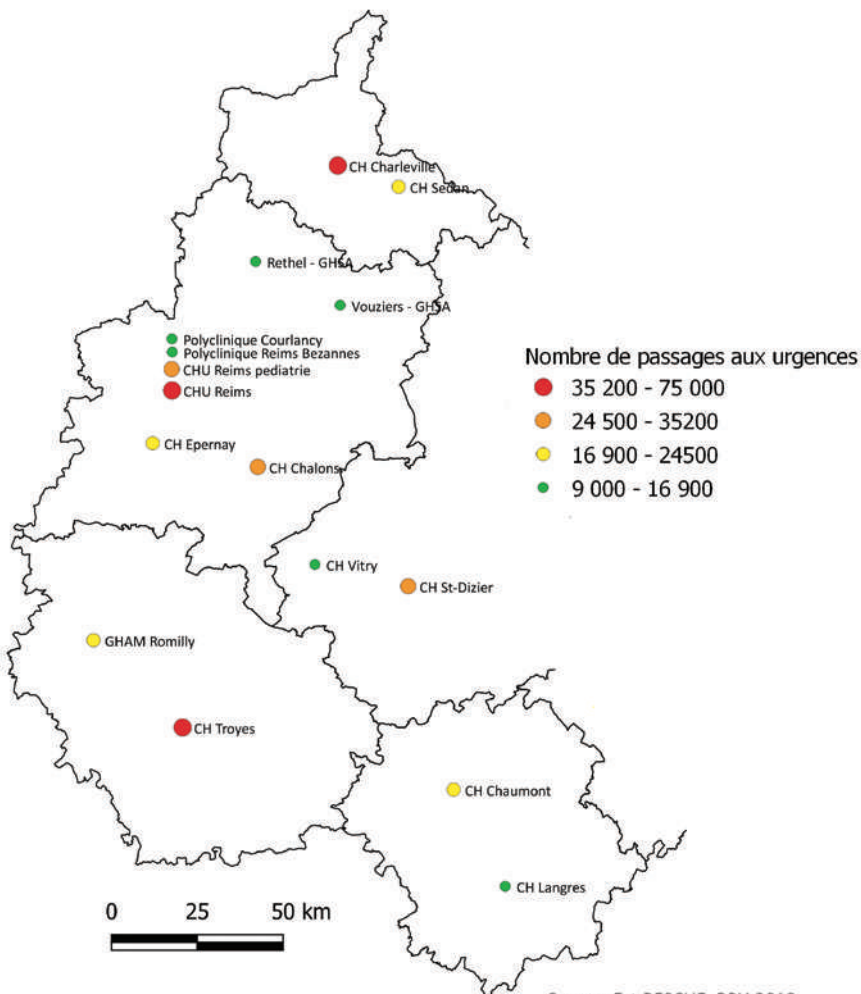 CH Charleville
CH Sedan
Rethel - GHSA
Vouziers - GHSA
Polyclinique Courlancy
Polyclinique Reims Bezannes
CHU Reims pediatrie
CHU Reims
CH Epernay
CH Chalons
Nombre de passages aux urgences
35 200 - 75 000
24 500 - 35200
16 900 - 24500
9 000 - 16 900
CH Vitry
CH St-Dizier
GHAM Romilly
CH Troyes
CH Chaumont
CH Langres
0 25 50 km